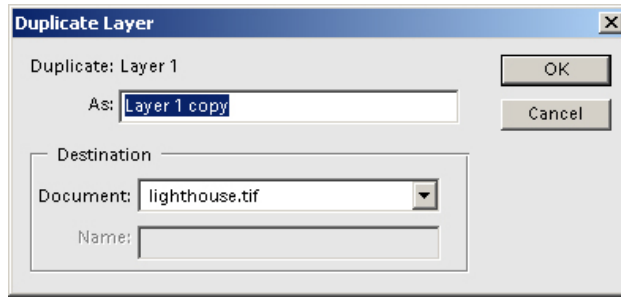 Duplicate Layer
Duplicate: Layer 1
OK
As: Layer 1 copy
Cancel
Destination
Document: lighthouse.tif
Name: